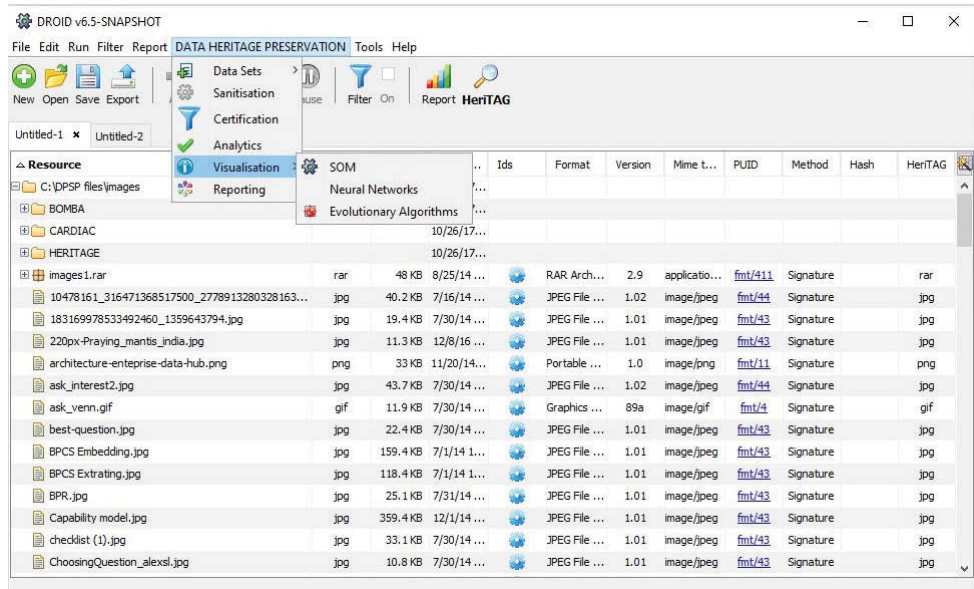 DROID v6.5-SNAPSHOT
File Edit Run Filter Report DATA HERITAGE PRESERVATION Tools Help
New Open Save Export Filter On Report HeriTAG
Data Sets
Sanitisation
Certification
Analytics
Visualisation
Reporting
SOM
Neural Networks
Evolutionary Algorithms
Untitled-1 Untitled-2
Resource Ids Format Version Mime t... PUID Method Hash HeriTAG
C:\DPSP files\images
BOMBA
CARDIAC 10/26/17...
HERITAGE 10/26/17...
images1.rar rar 48 KB 8/25/14 ... RAR Arch... 2.9 applicatio... fmt/411 Signature rar
10478161_316471368517500_2778913280328163... jpg 40.2 KB 7/16/14 ... JPEG File ... 1.02 image/jpeg fmt/44 Signature jpg
183169978533492460_1359643794.jpg jpg 19.4 KB 7/30/14 ... JPEG File ... 1.01 image/jpeg fmt/43 Signature jpg
220px-Praying_mantis_india.jpg jpg 11.3 KB 12/8/16 ... JPEG File ... 1.01 image/jpeg fmt/43 Signature jpg
architecture-enteprise-data-hub.png png 33 KB 11/20/14... Portable ... 1.0 image/png fmt/11 Signature png
ask_interest2.jpg jpg 43.7 KB 7/30/14 ... JPEG File ... 1.02 image/jpeg fmt/44 Signature jpg
ask_venn.gif gif 11.9 KB 7/30/14 ... Graphics ... 89a image/gif fmt/4 Signature gif
best-question.jpg jpg 22.4 KB 7/30/14 ... JPEG File ... 1.01 image/jpeg fmt/43 Signature jpg
BPCS Embedding.jpg jpg 159.4 KB 7/1/14 1... JPEG File ... 1.01 image/jpeg fmt/43 Signature jpg
BPCS Extrating.jpg jpg 118.4 KB 7/1/14 1... JPEG File ... 1.01 image/jpeg fmt/43 Signature jpg
BPR.jpg jpg 25.1 KB 7/31/14 ... JPEG File ... 1.01 image/jpeg fmt/43 Signature jpg
Capability model.jpg jpg 359.4 KB 12/1/14 ... JPEG File ... 1.01 image/jpeg fmt/43 Signature jpg
checklist (1).jpg jpg 33.1 KB 7/30/14 ... JPEG File ... 1.01 image/jpeg fmt/43 Signature jpg
ChoosingQuestion_alexsl.jpg jpg 10.8 KB 7/30/14 ... JPEG File ... 1.01 image/jpeg fmt/43 Signature jpg